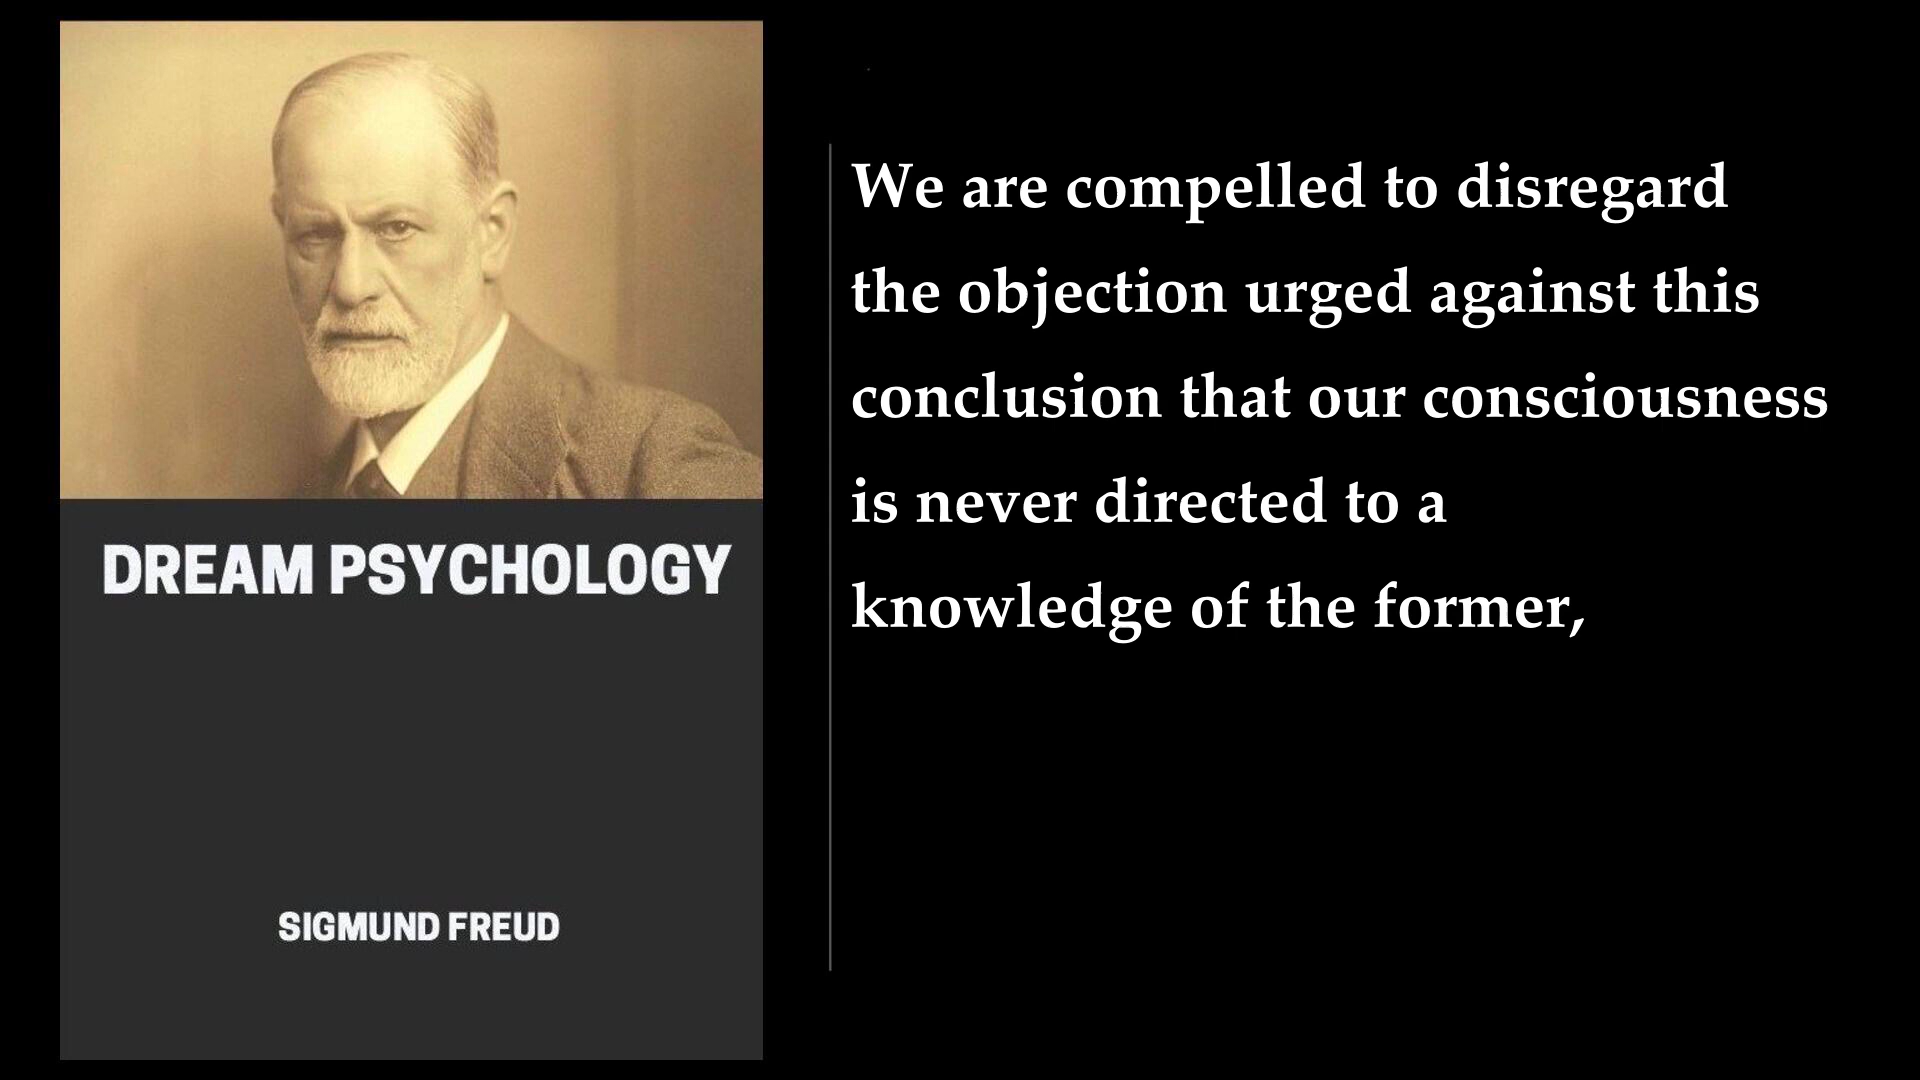 DREAM PSYCHOLOGY
SIGMUND FREUD
We are compelled to disregard
the objection urged against this
conclusion that our consciousness
is never directed to a
knowledge of the former,